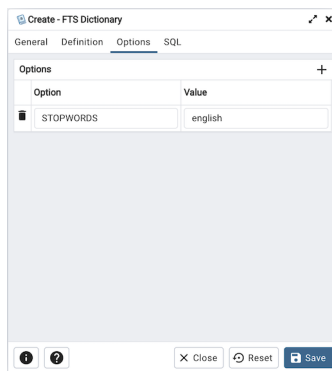 Create - FTS Dictionary
General Definition Options SQL
Options
Option Value
STOPWORDS english
Close Reset Save